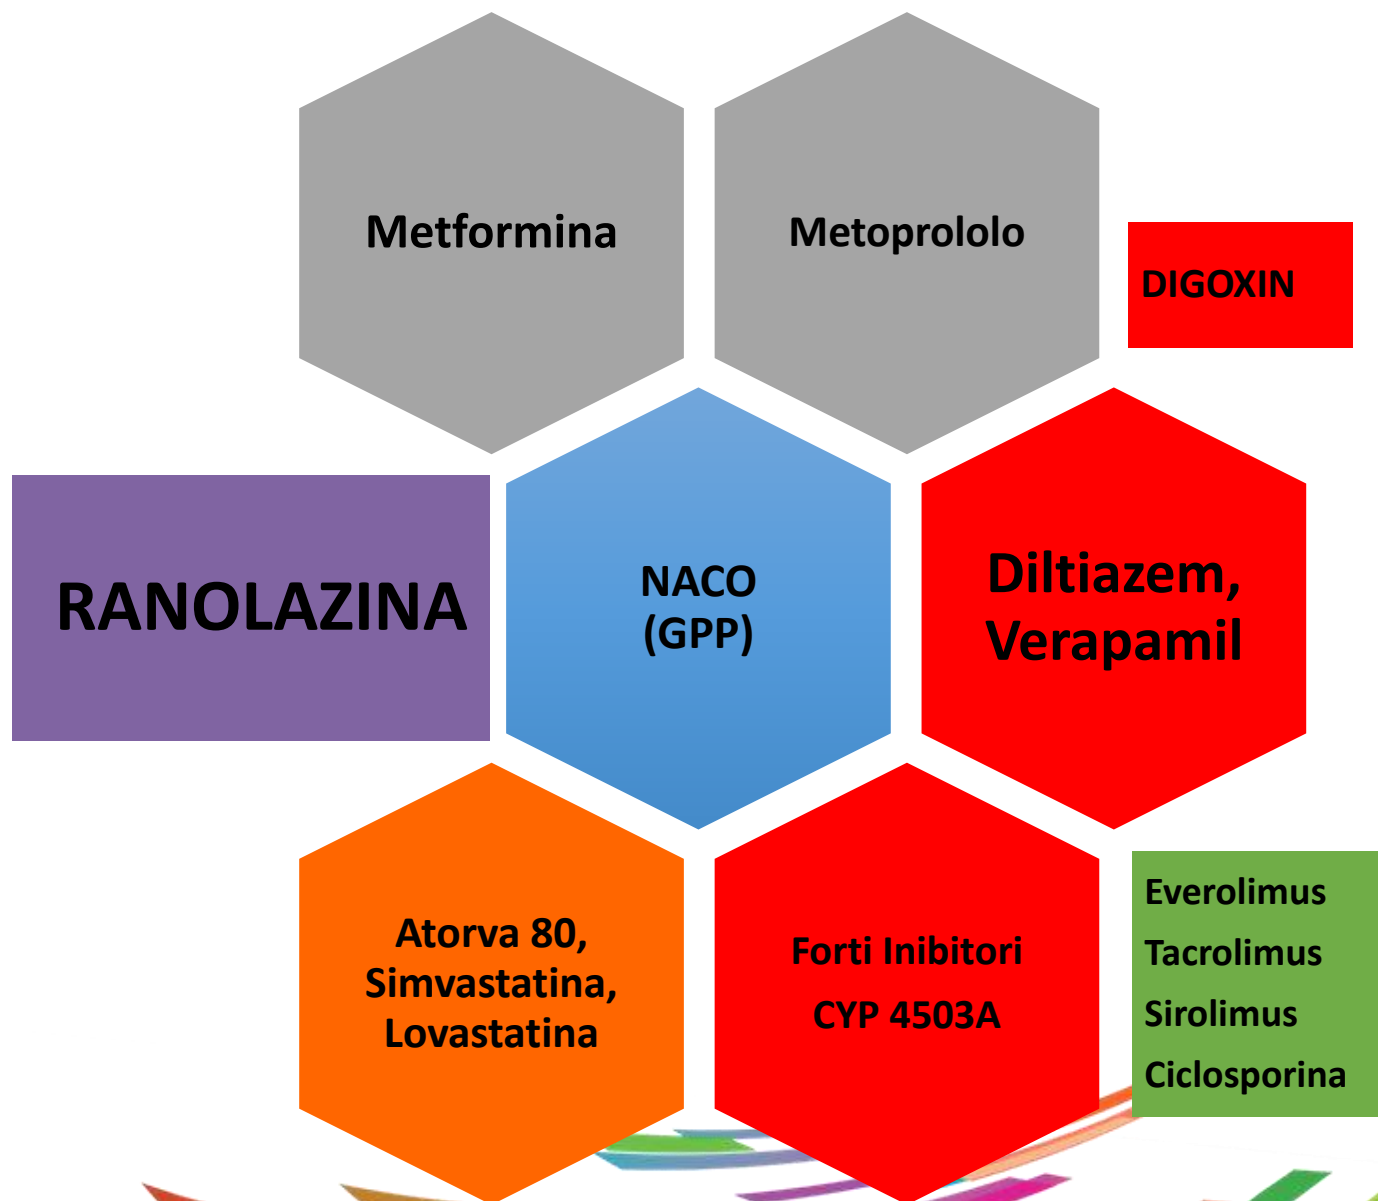 Metformina
Metoprololo
DIGOXIN
RANOLAZINA
NACO
(GPP)
Diltiazem,
Verapamil
Atorva 80,
Simvastatina,
Lovastatina
Forti Inibitori
CYP 4503A
Everolimus
Tacrolimus
Sirolimus
Ciclosporina